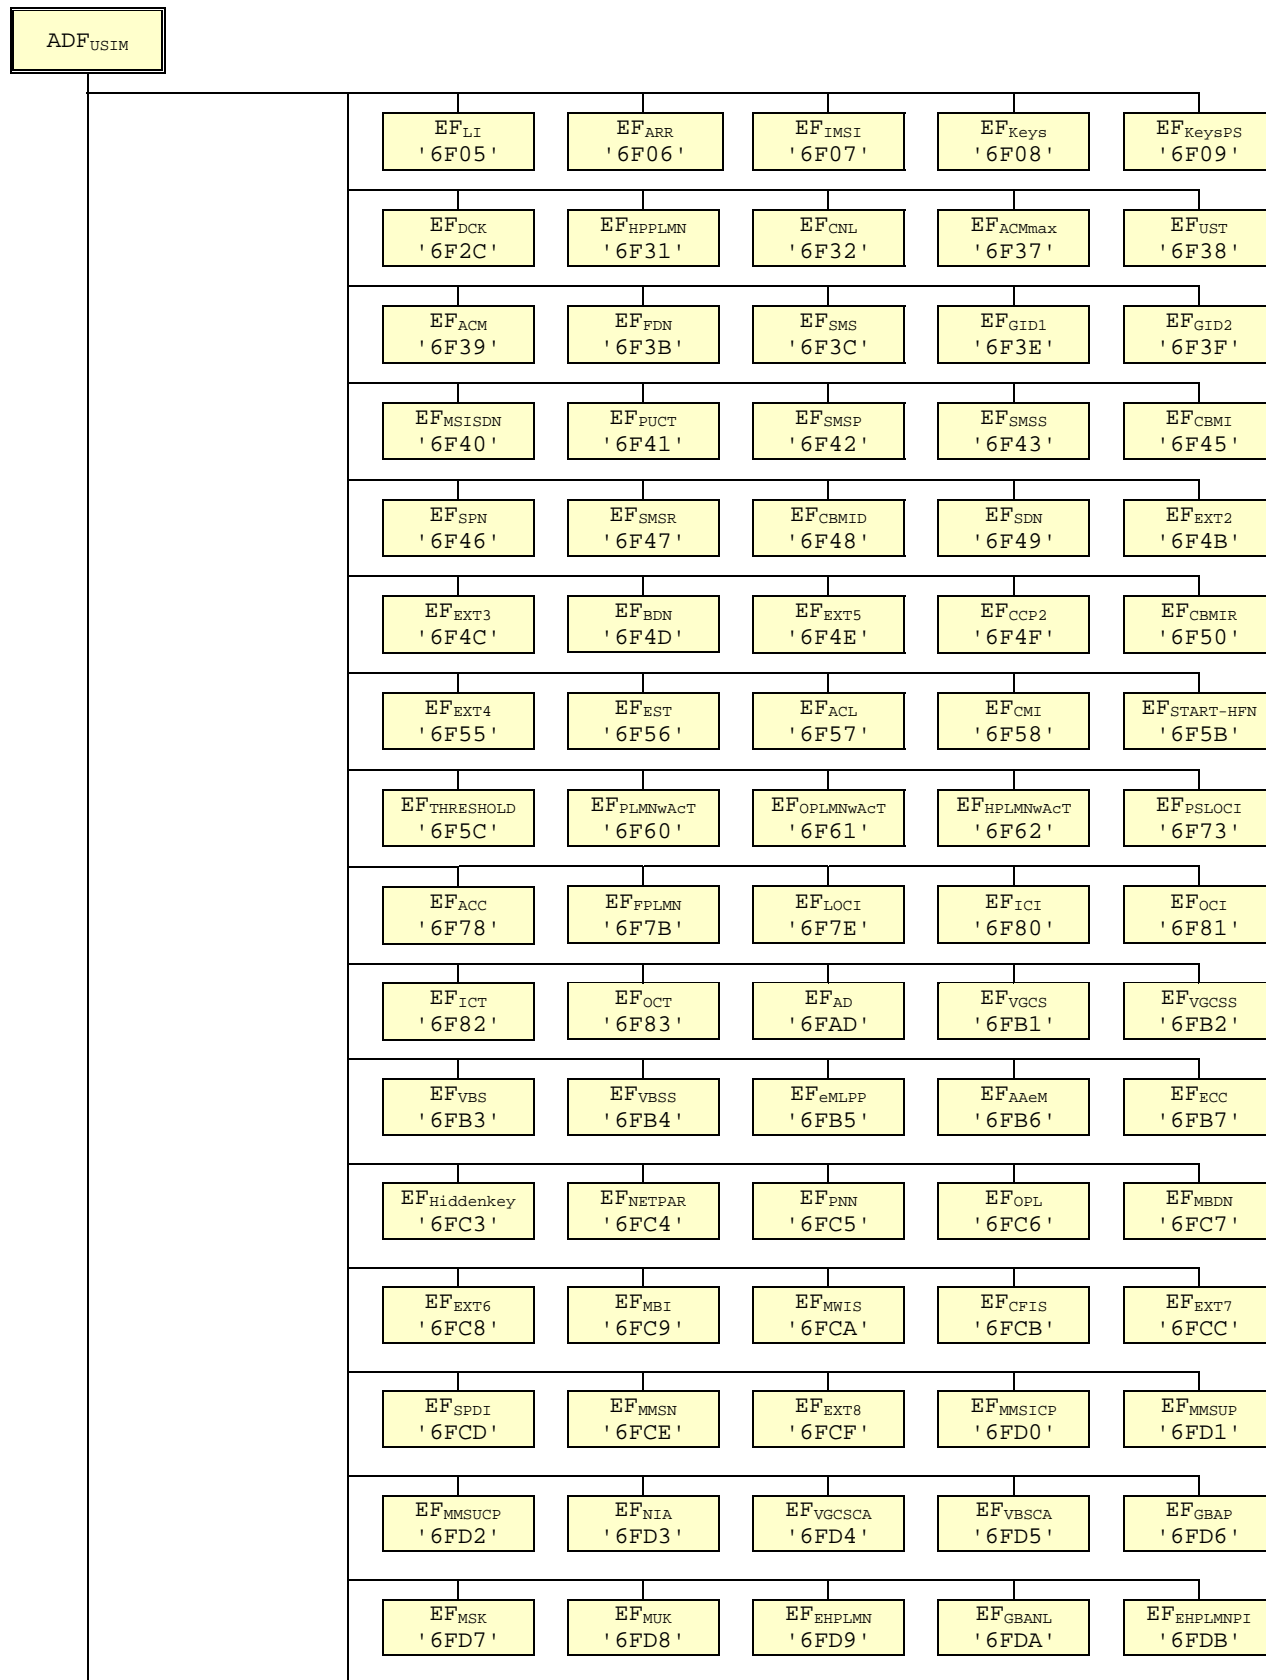 ADFUSIM
EFLI EFARR EFIMSI EFKeys EFKeysPS
'6F05' '6F06' '6F07' '6F08' '6F09'
EFDCK EFHPPLMN EFCNL EFACMmax EFUST
'6F2C' '6F31' '6F32' '6F37' '6F38'
EFACM EFFDN EFSMS EFGID1 EFGID2
'6F39' '6F3B' '6F3C' '6F3E' '6F3F'
EFMSISDN EFPUCT EFSMSP EFSMSS EFCBMI
'6F40' '6F41' '6F42' '6F43' '6F45'
EFSPN EFSMSR EFCBMID EFSDN EFEXT2
'6F46' '6F47' '6F48' '6F49' '6F4B'
EFEXT3 EFBDN EFEXT5 EFCCP2 EFCBMIR
'6F4C' '6F4D' '6F4E' '6F4F' '6F50'
EFEXT4 EFEST EFACL EFCMI EFSTART-HFN
'6F55' '6F56' '6F57' '6F58' '6F5B'
EFTHRESHOLD EFPLMNwAcT EFOPLMNwAcT EFHPLMNwAcT EFPSLOCI
'6F5C' '6F60' '6F61' '6F62' '6F73'
EFACC EFFPLMN EFLOCI EFICI EFOCI
'6F78' '6F7B' '6F7E' '6F80' '6F81'
EFICT EFOCT EFAD EFVGCS EFVGCSS
'6F82' '6F83' '6FAD' '6FB1' '6FB2'
EFVBS EFVBSS EFeMLPP EFAAeM EFECC
'6FB3' '6FB4' '6FB5' '6FB6' '6FB7'
EFHiddenkey EFNETPAR EFPNN EFOPL EFMBDN
'6FC3' '6FC4' '6FC5' '6FC6' '6FC7'
EFEXT6 EFMBI EFMWIS EFCFIS EFEXT7
'6FC8' '6FC9' '6FCA' '6FCB' '6FCC'
EFSPDI EFMMSN EFEXT8 EFMMSICP EFMMSUP
'6FCD' '6FCE' '6FCF' '6FD0' '6FD1'
EFMMSUCP EFNIA EFVGCSCA EFVBSCA EFGBAP
'6FD2' '6FD3' '6FD4' '6FD5' '6FD6'
EFMSK EFMUK EFEHPLMN EFGBANL EFEHPLMNPI
'6FD7' '6FD8' '6FD9' '6FDA' '6FDB'